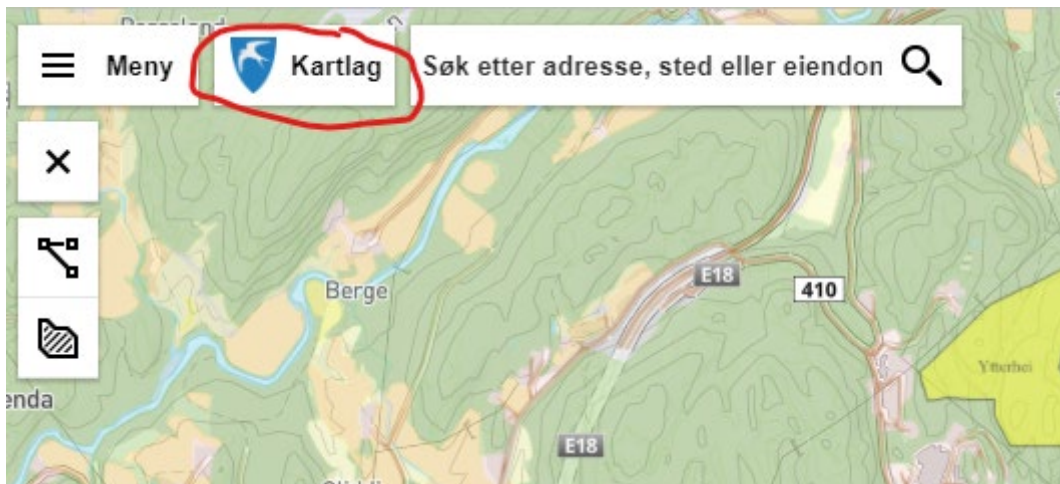 Meny
Kartlag
Søk etter adresse, sted eller eiendon
Berge
E18
410
Ytterhei
enda
E18